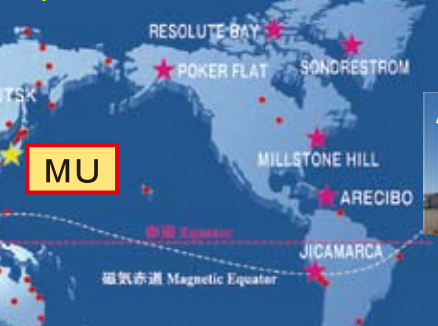 RESOLUTE BAY
POKER FLAT
SONDRESTROM
UTSK
MU
MILLSTONE HILL
ARECIBO
赤道 Equator
JICAMARCA
磁気赤道 Magnetic Equator